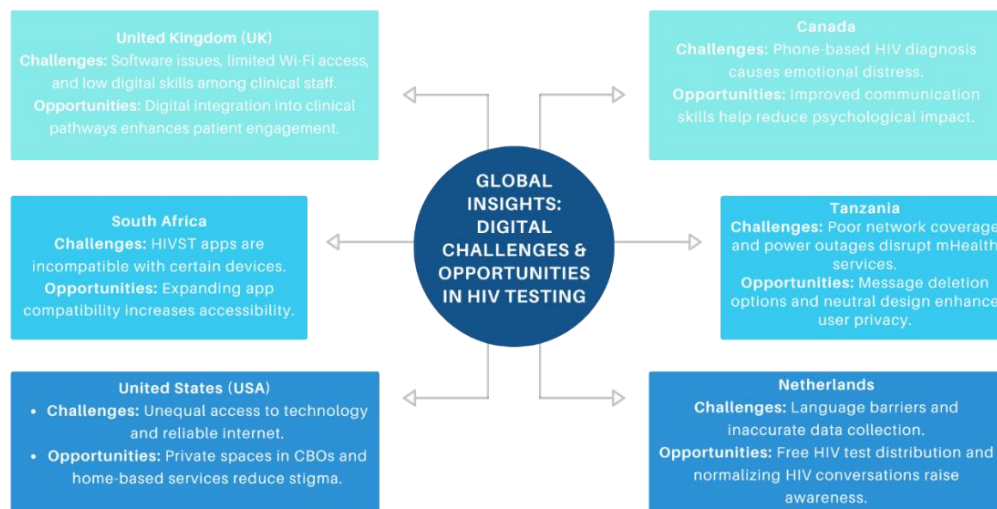 United Kingdom (UK)
Challenges: Software issues, limited Wi-Fi access,
and low digital skills among clinical staff.
Opportunities: Digital integration into clinical
pathways enhances patient engagement.
Canada
Challenges: Phone-based HIV diagnosis
causes emotional distress.
Opportunities: Improved communication
skills help reduce psychological impact.
GLOBAL
INSIGHTS:
DIGITAL
CHALLENGES &
OPPORTUNITIES
IN HIV TESTING
South Africa
Challenges: HIVST apps are
incompatible with certain devices.
Opportunities: Expanding app
compatibility increases accessibility.
Tanzania
Challenges: Poor network coverage
and power outages disrupt mHealth
services.
Opportunities: Message deletion
options and neutral design enhance
user privacy.
United States (USA)
• Challenges: Unequal access to technology
and reliable internet.
• Opportunities: Private spaces in CBOs and
home-based services reduce stigma.
Netherlands
Challenges: Language barriers and
inaccurate data collection.
Opportunities: Free HIV test distribution and
normalizing HIV conversations raise
awareness.